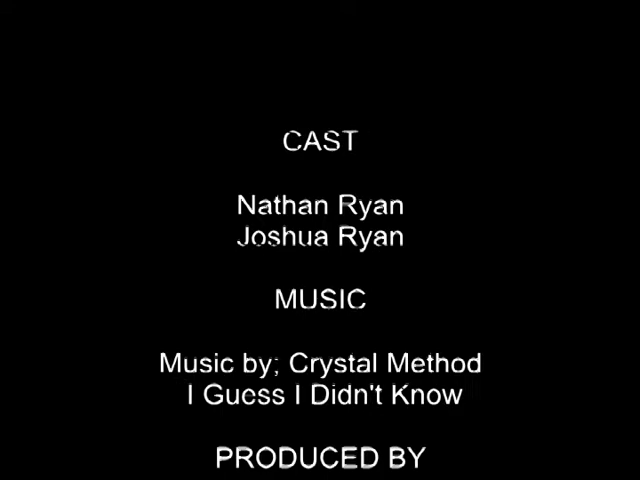 CAST
Nathan Ryan
Joshua Ryan
MUSIC
Music by; Crystal Method
I Guess I Didn't Know
PRODUCED BY